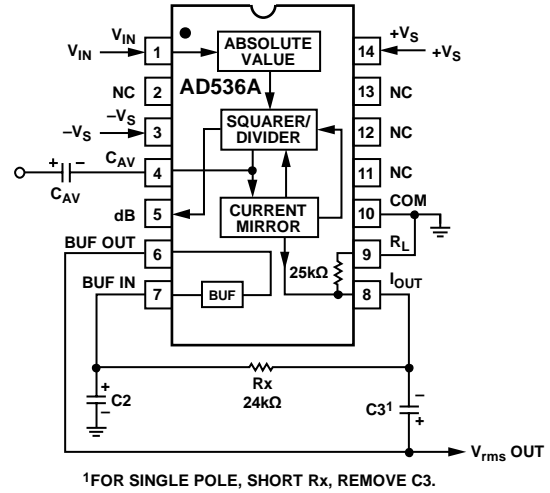 V_IN
V_IN
1
ABSOLUTE VALUE
14
+V_S
+V_S
NC
2
AD536A
13
NC
–V_S
–V_S
3
SQUARER/
DIVIDER
12
NC
+ –
C_AV
C_AV
4
11
NC
dB
5
CURRENT
MIRROR
10
COM
BUF OUT
6
25kΩ
9
R_L
BUF IN
7
BUF
8
I_OUT
+
–
C2
Rx
24kΩ
C3¹
–
+
V_rms OUT
¹FOR SINGLE POLE, SHORT Rx, REMOVE C3.